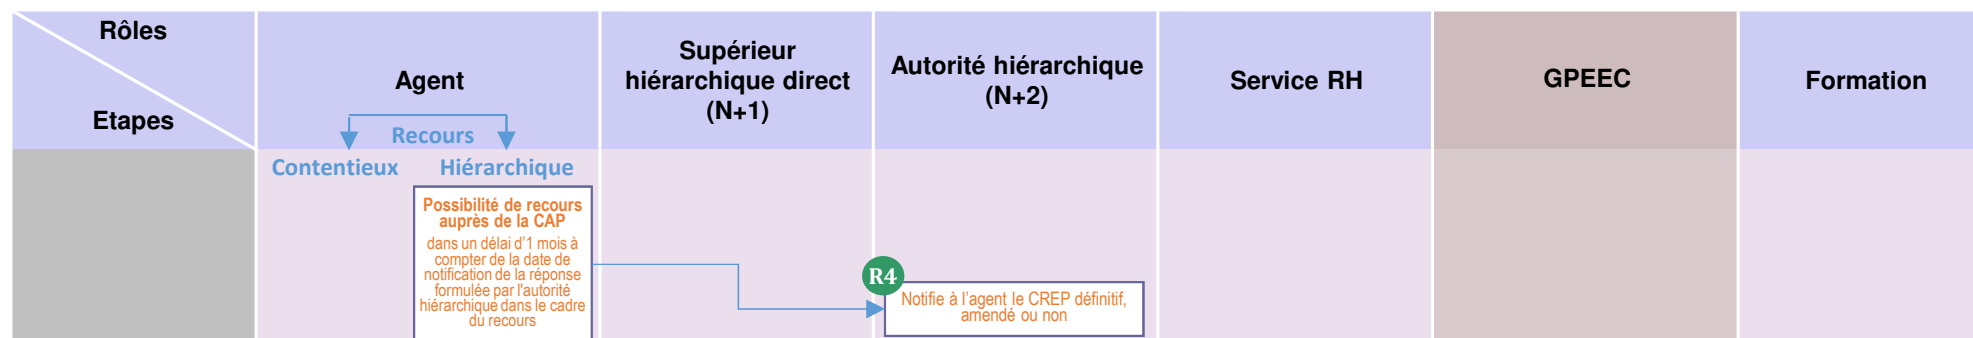 Rôles
Etapes
Agent
Supérieur
hiérarchique direct
(N+1)
Autorité hiérarchique
(N+2)
Service RH
GPEEC
Formation
Recours
Contentieux
Hiérarchique
Possibilité de recours
auprès de la CAP
dans un délai d'1 mois à
compter de la date de
notification de la réponse
formulée par l'autorité
hiérarchique dans le cadre
du recours
R4
Notifie à l'agent le CREP définitif,
amendé ou non